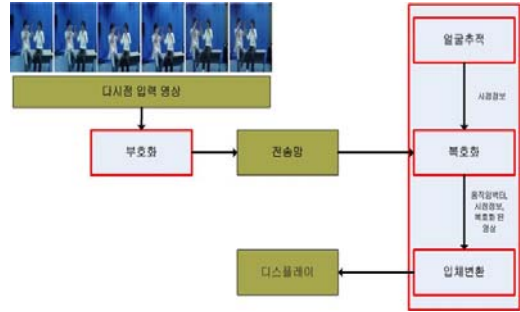 다시점 입력 영상
부호화
전송망
얼굴추적
시점정보
복호화
움직임벡터,
시점정보,
복호화 된
영상
입체변환
디스플레이